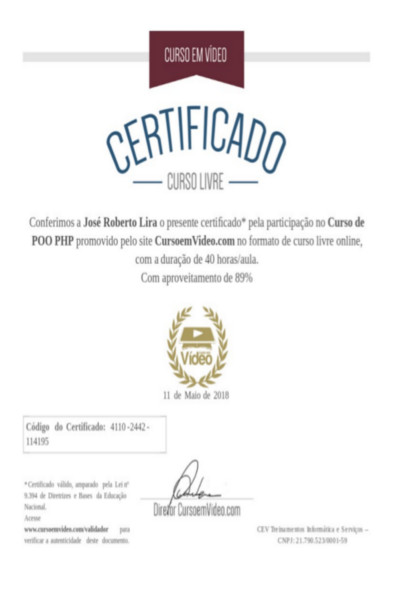 CURSO EM VÍDEO
CERTIFICADO
CURSO LIVRE
Conferimos a José Roberto Lira o presente certificado* pela participação no Curso de
POO PHP promovido pelo site CursoemVideo.com no formato de curso livre online,
com a duração de 40 horas/aula.
Com aproveitamento de 89%
Vídeo
11 de Maio de 2018
Código do Certificado: 4110-2442-
114195
*Certificado válido, amparado pela Lei nº
9.394 de Diretrizes e Bases da Educação
Nacional.
Acesse
www.cursoemvideo.com/validador para
verificar a autenticidade deste documento.
Diretor CursoemVideo.com
CEV Treinamentos Informática e Serviços –
CNPJ: 21.790.523/0001-59